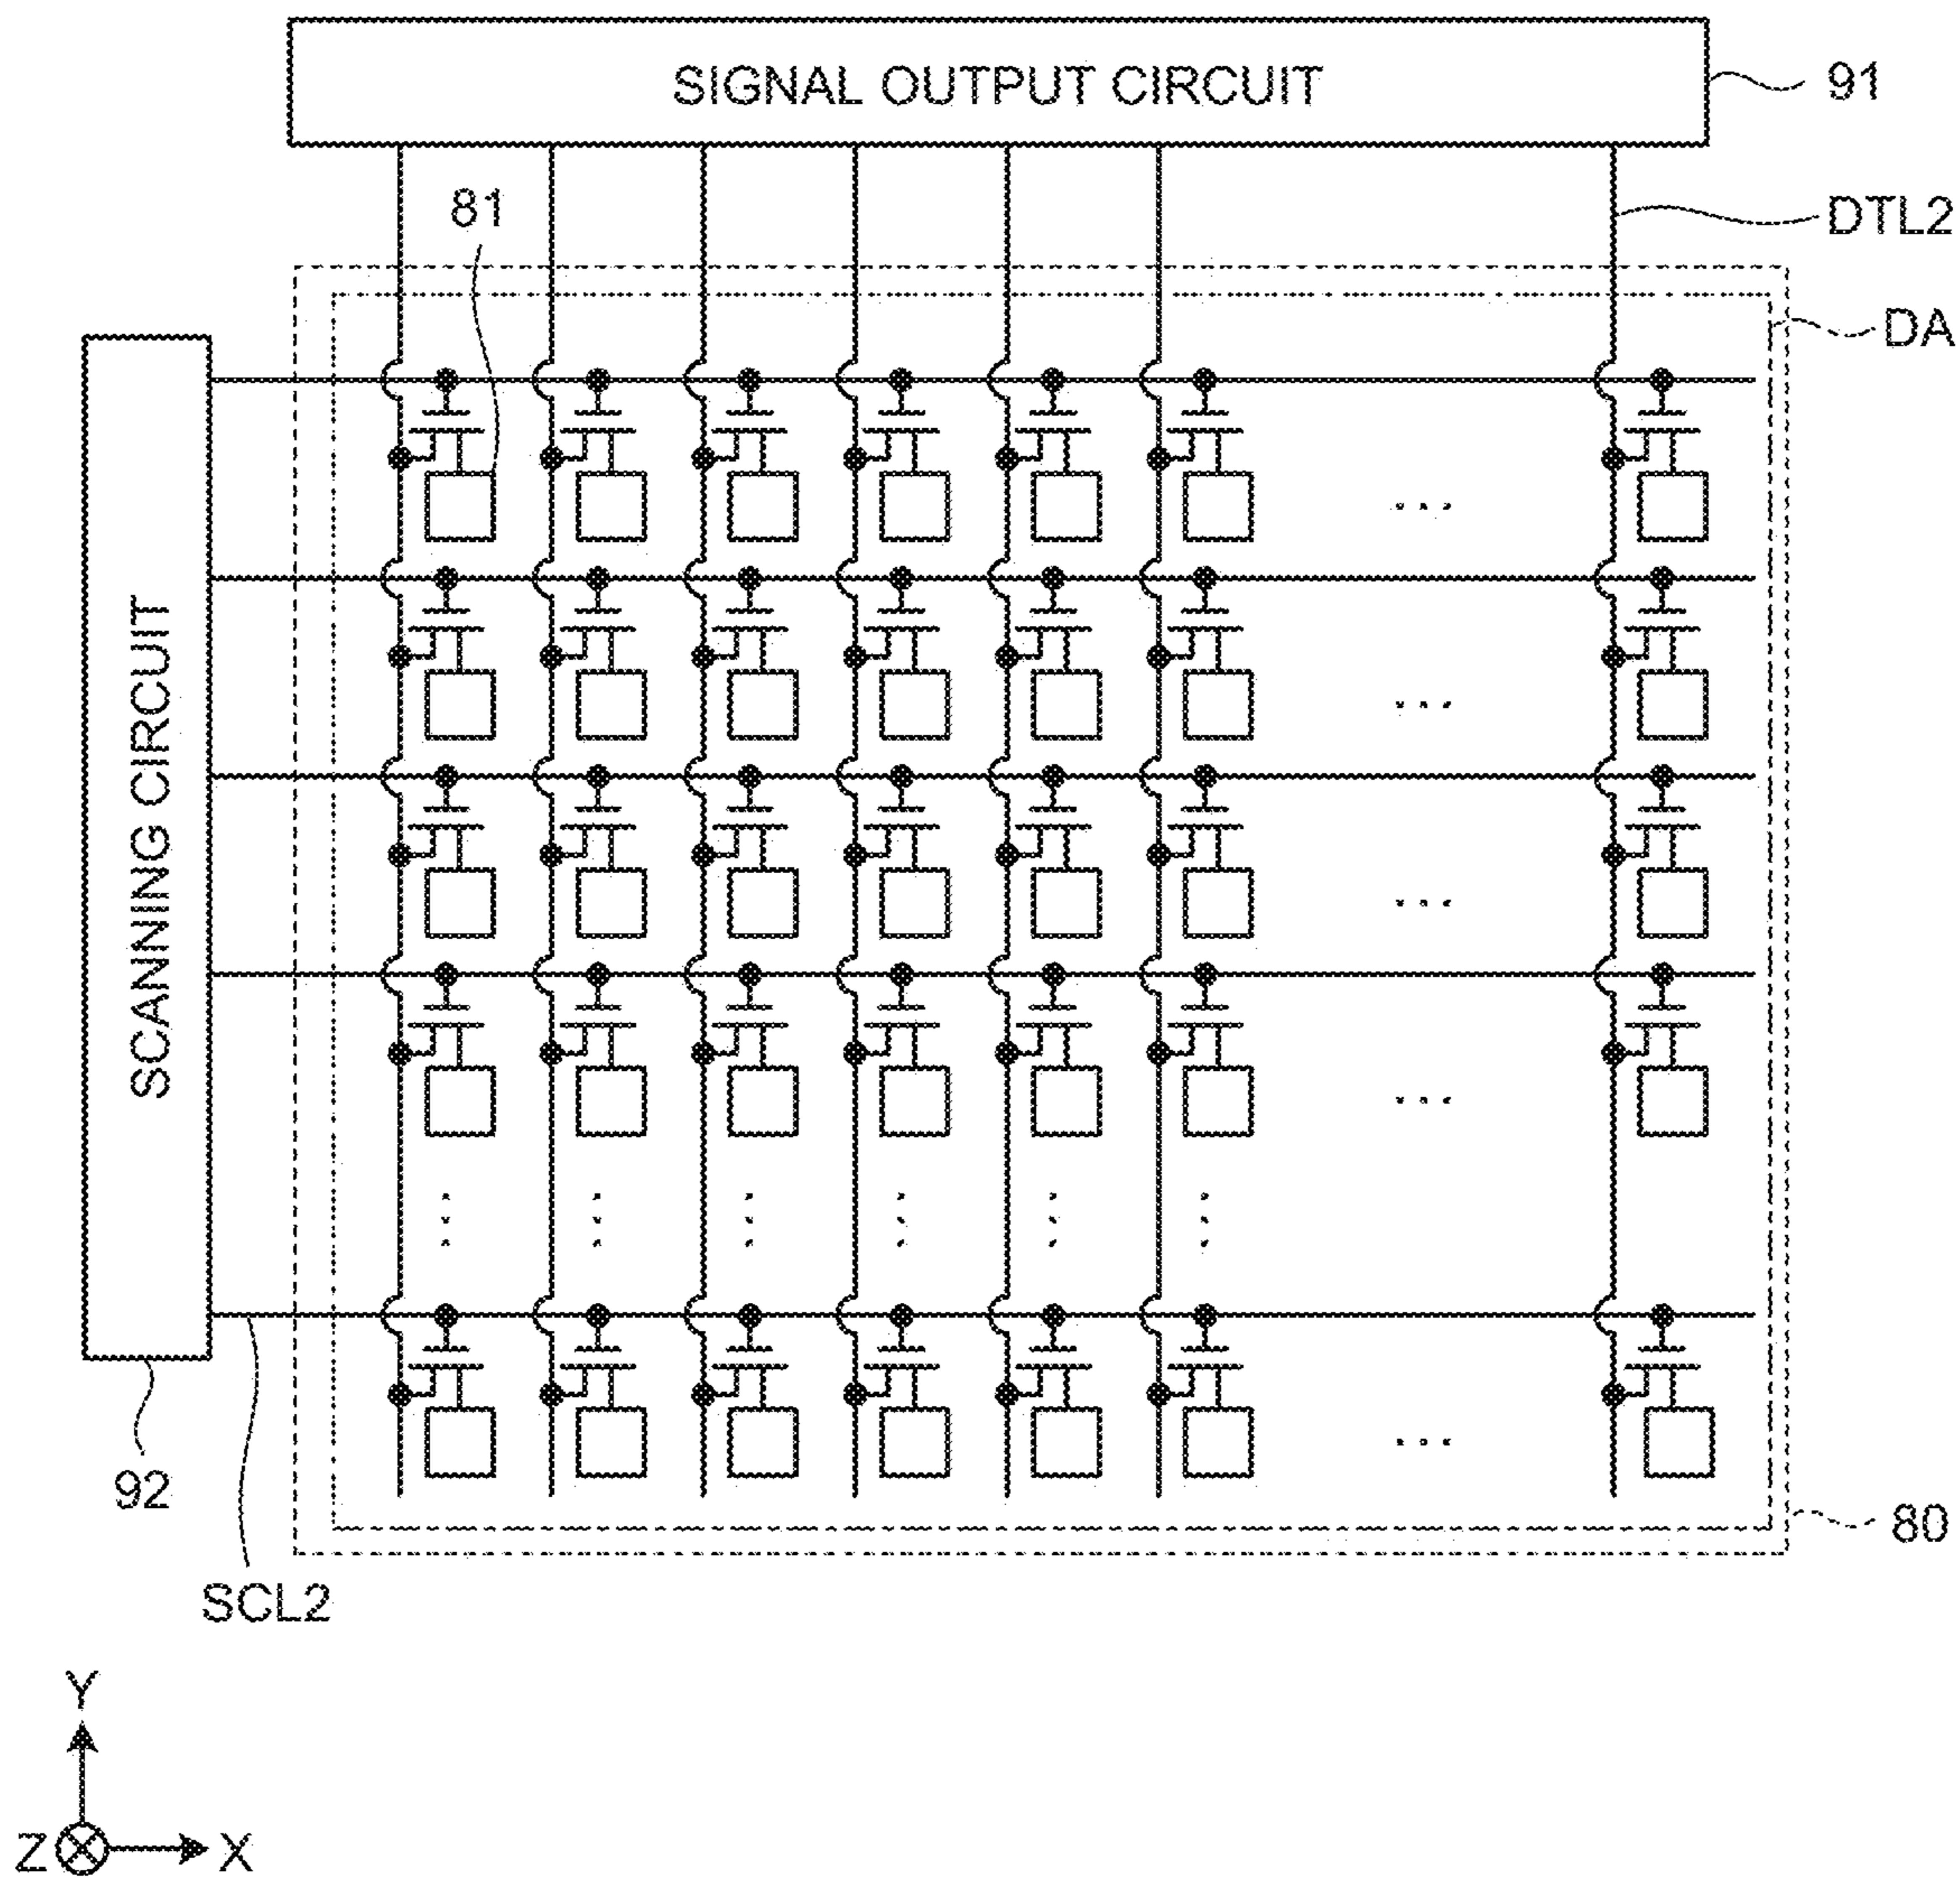 SIGNAL OUTPUT CIRCUIT
91
81
DTL2
DA
SCANNING CIRCUIT
92
80
SCL2
Y
Z
X